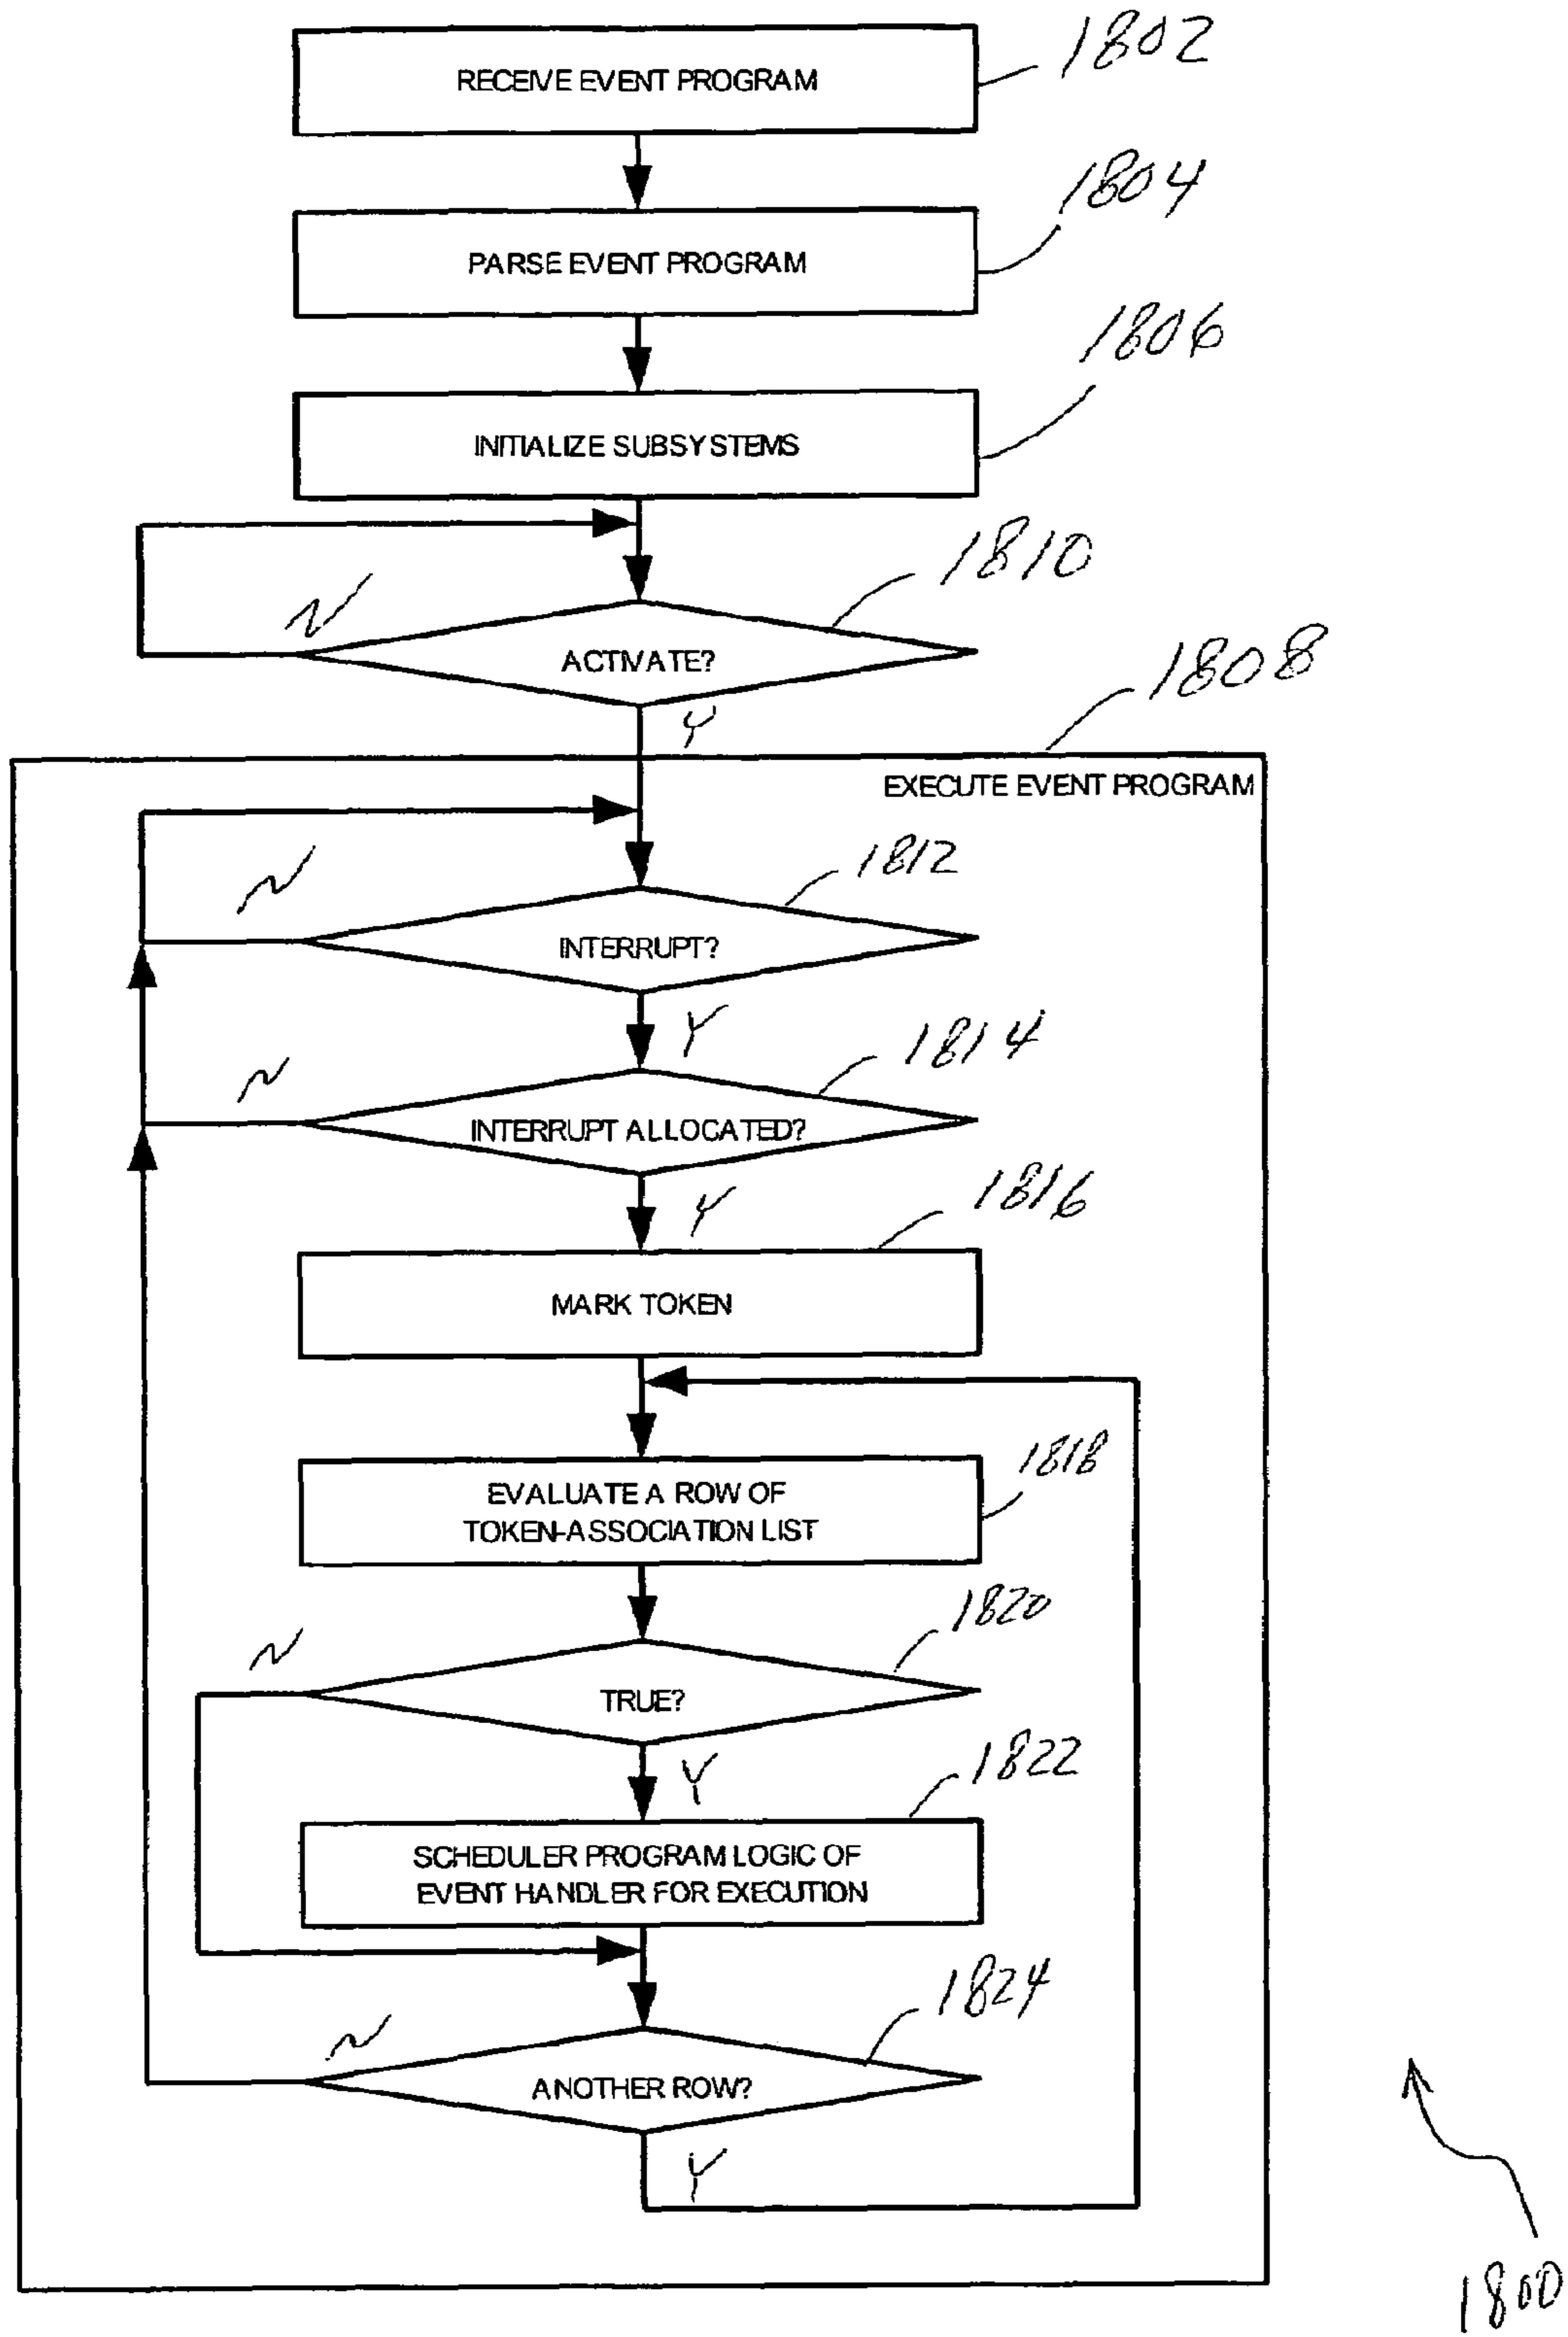 1802
RECEIVE EVENT PROGRAM
1804
PARSE EVENT PROGRAM
1806
INITIALIZE SUBSYSTEMS
1810
N
ACTIVATE?
1808
Y
EXECUTE EVENT PROGRAM
1812
N
INTERRUPT?
Y
1814
N
INTERRUPT ALLOCATED?
Y
1816
MARK TOKEN
1818
EVALUATE A ROW OF
TOKEN-ASSOCIATION LIST
1820
N
TRUE?
Y
1822
SCHEDULER PROGRAM LOGIC OF
EVENT HANDLER FOR EXECUTION
1824
N
ANOTHER ROW?
Y
1800